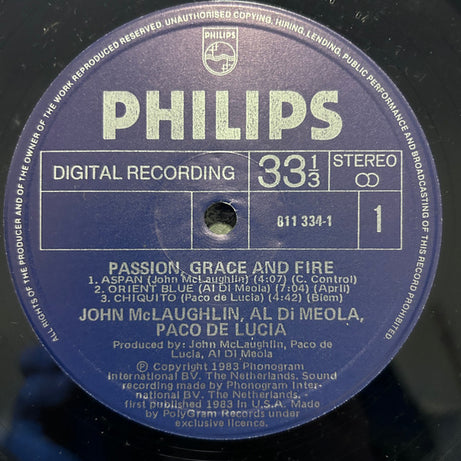 ALL RIGHTS OF THE PRODUCER AND OF THE OWNER OF THE WORK REPRODUCED RESERVED. UNAUTHORISED COPYING, HIRING, LENDING, PUBLIC PERFORMANCE AND BROADCASTING OF THIS RECORD PROHIBITED
PHILIPS
PHILIPS
DIGITAL RECORDING
33 1/3
STEREO
811 334-1
1
PASSION, GRACE AND FIRE
1. ASPAN (John McLaughlin) (4:07) (C. Control)
2. ORIENT BLUE (Al Di Meola) (7:04) (April)
3. CHIQUITO (Paco de Lucia) (4:42) (Biem)
JOHN McLAUGHLIN, AL Di MEOLA,
PACO DE LUCIA
Produced by: John McLaughlin, Paco de
Lucia, Al Di Meola
Ⓟ Copyright 1983 Phonogram
International BV. The Netherlands. Sound
recording made by Phonogram Inter-
national BV. The Netherlands. -
first published 1983 in U.S.A. Made
by PolyGram Records under
exclusive licence.